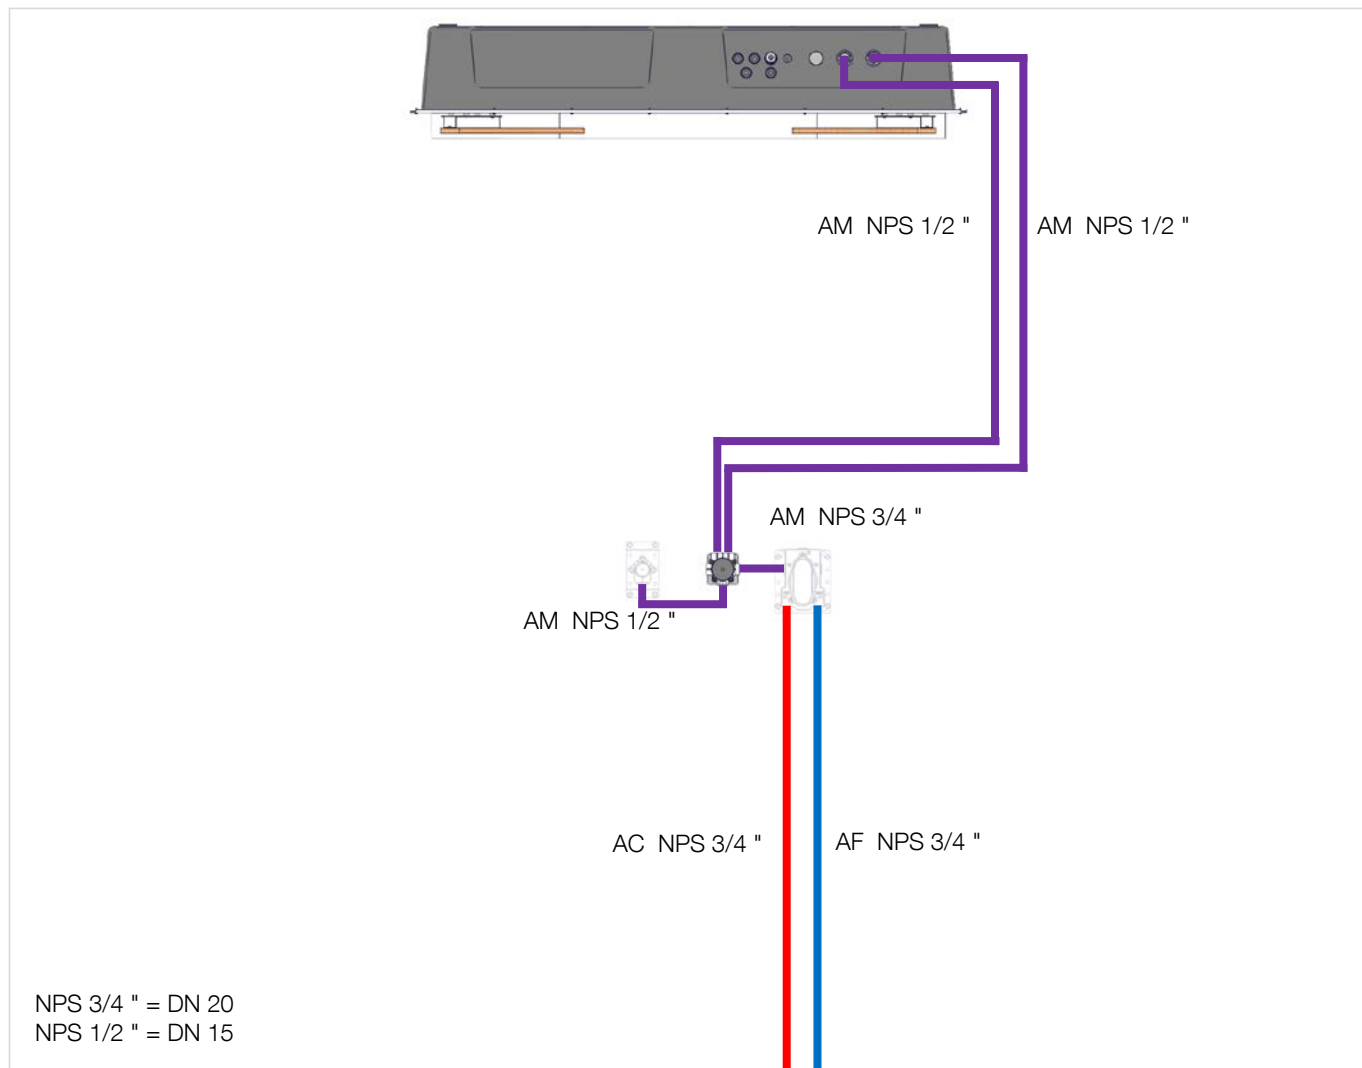 AM NPS 1/2 "
AM NPS 1/2 "
AM NPS 3/4 "
AM NPS 1/2 "
AC NPS 3/4 "
AF NPS 3/4 "
NPS 3/4 " = DN 20
NPS 1/2 " = DN 15